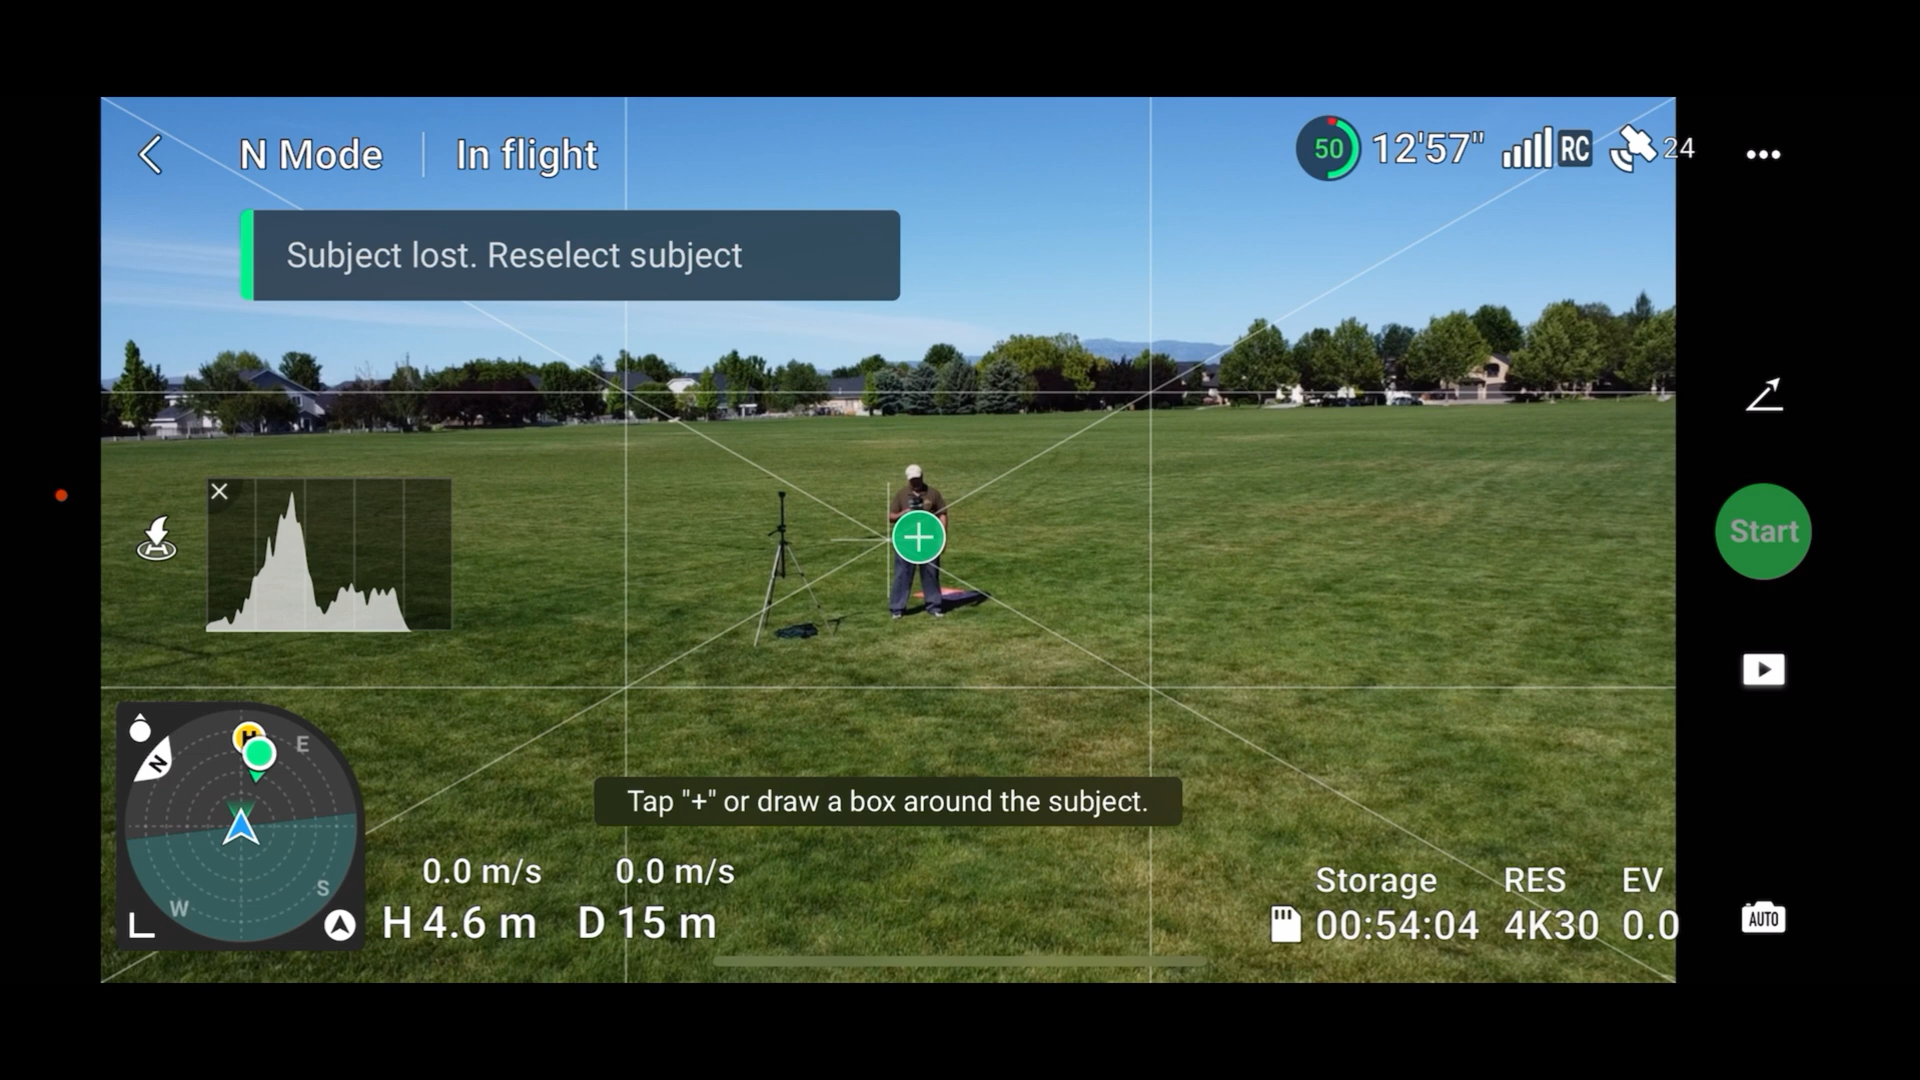 N Mode | In flight
50 12'57" RC 24
Subject lost. Reselect subject
Start
H
E
N
S
W
Tap "+" or draw a box around the subject.
0.0 m/s 0.0 m/s
H 4.6 m D 15 m
Storage RES EV
00:54:04 4K30 0.0
AUTO